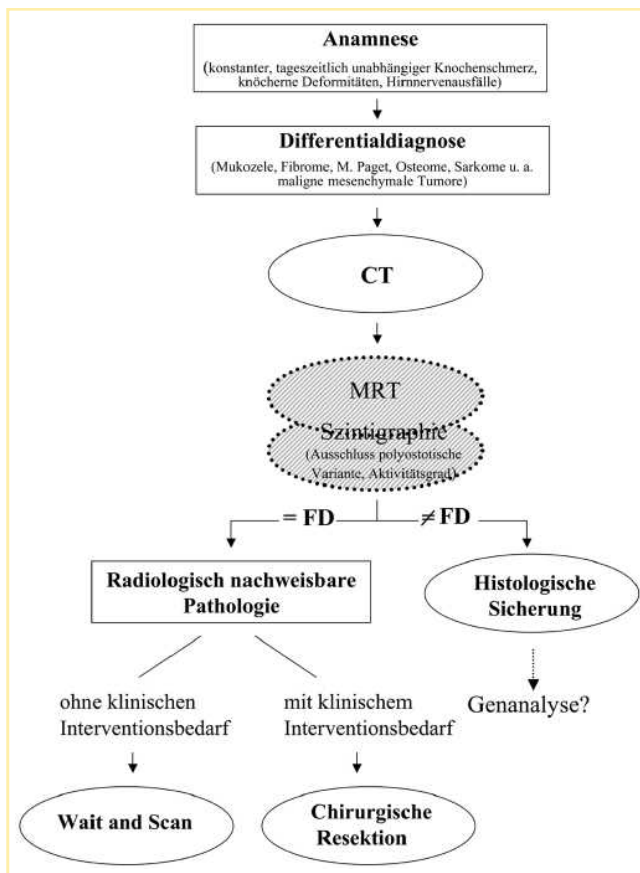 Anamnese
(konstanter, tageszeitlich unabhängiger Knochenschmerz,
knöcherne Deformitäten, Hirnnervenausfälle)
Differentialdiagnose
(Mukozele, Fibrome, M. Paget, Osteome, Sarkome u. a.
maligne mesenchymale Tumore)
CT
MRT
Szintigraphie
(Ausschluss polyostotische
Variante, Aktivitätsgrad)
= FD
≠ FD
Radiologisch nachweisbare
Pathologie
Histologische
Sicherung
ohne klinischen
Interventionsbedarf
mit klinischem
Interventionsbedarf
Genanalyse?
Wait and Scan
Chirurgische
Resektion